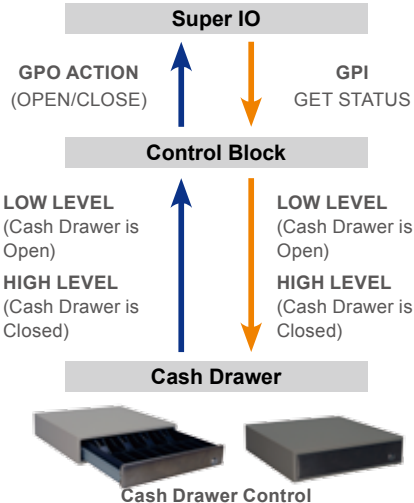 Super IO
GPO ACTION
(OPEN/CLOSE)
GPI
GET STATUS
Control Block
LOW LEVEL
(Cash Drawer is
Open)
HIGH LEVEL
(Cash Drawer is
Closed)
LOW LEVEL
(Cash Drawer is
Open)
HIGH LEVEL
(Cash Drawer is
Closed)
Cash Drawer
Cash Drawer Control